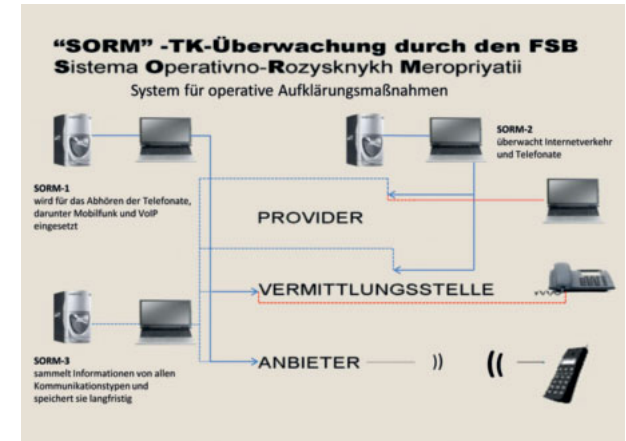 “SORM” -TK-Überwachung durch den FSB
Sistema Operativno-Rozysknykh Meropriyatii
System für operative Aufklärungsmaßnahmen
SORM-1
wird für das Abhören der Telefonate,
darunter Mobilfunk und VoIP
eingesetzt
SORM-2
überwacht Internetverkehr
und Telefonate
PROVIDER
VERMITTLUNGSSTELLE
SORM-3
sammelt Informationen von allen
Kommunikationstypen und
speichert sie langfristig
ANBIETER